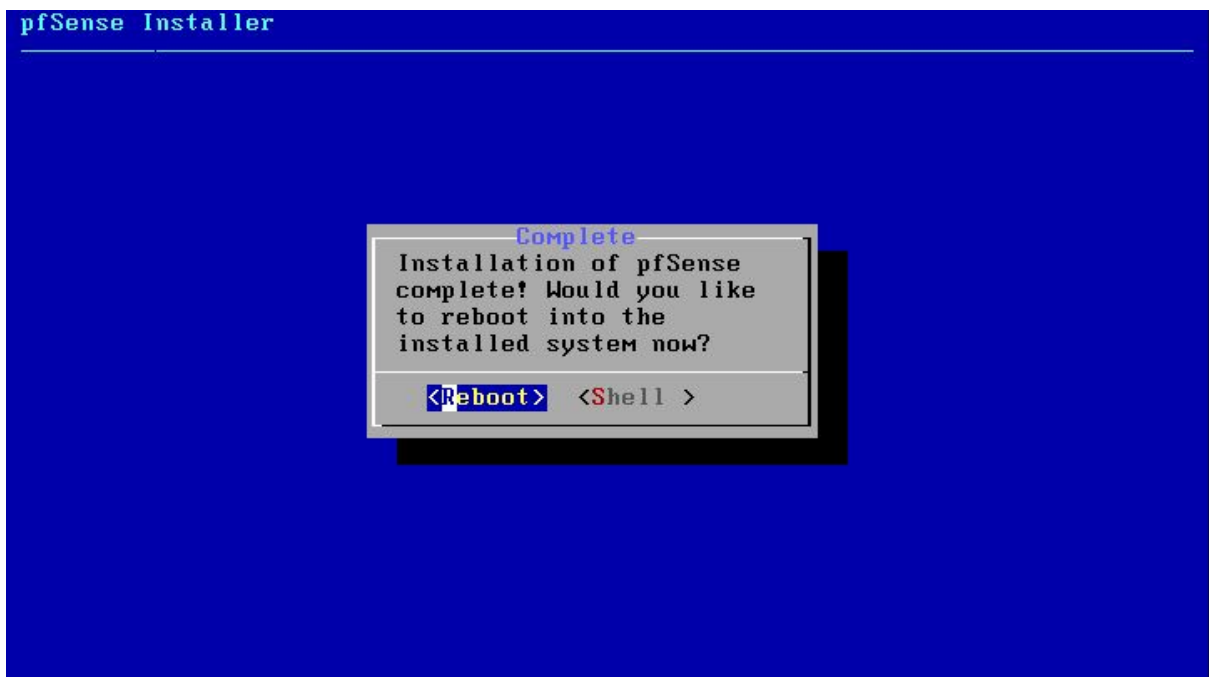 pfSense Installer
Complete
Installation of pfSense
complete! Would you like
to reboot into the
installed system now?
<Reboot> <Shell >